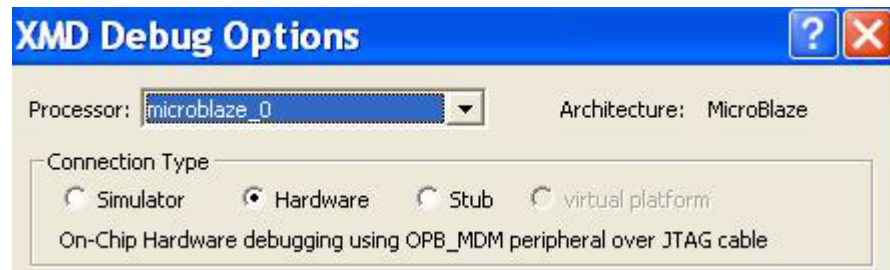 XMD Debug Options
Processor: microblaze_0 Architecture: MicroBlaze
Connection Type
Simulator Hardware Stub virtual platform
On-Chip Hardware debugging using OPB_MDM peripheral over JTAG cable